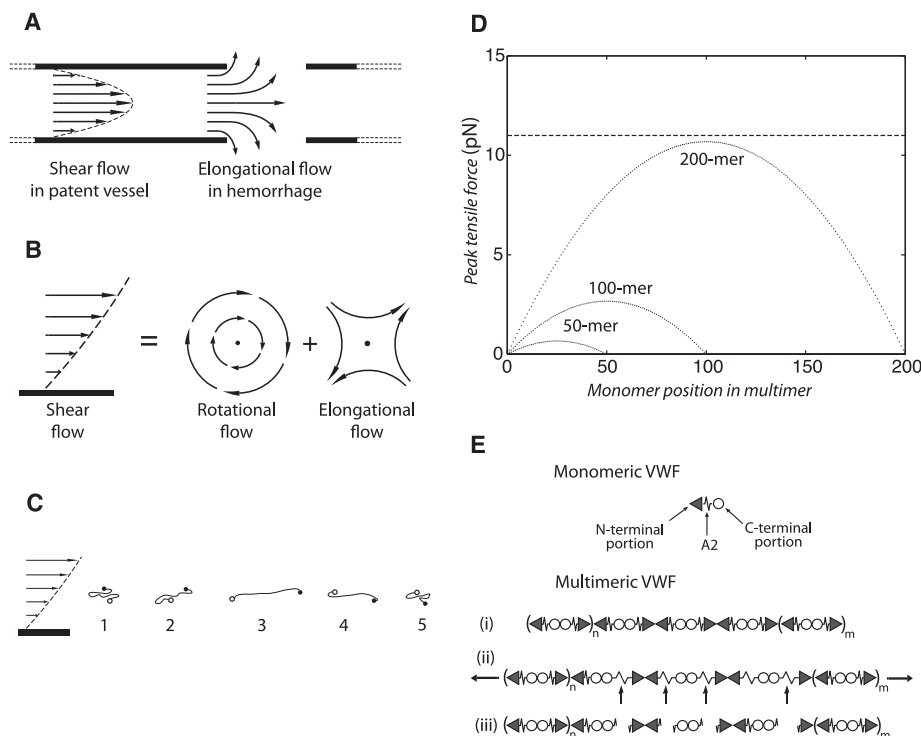 A
Shear flow
in patent vessel
Elongational flow
in hemorrhage
B
=
+
Shear
flow
Rotational
flow
Elongational
flow
C
1 2 3 4 5
D
Peak tensile force (pN)
15
10
5
0
200-mer
100-mer
50-mer
0 50 100 150 200
Monomer position in multimer
E
Monomeric VWF
N-terminal
portion
A2
C-terminal
portion
Multimeric VWF
(i) ( )n ( )m
(ii) ( )n ( )m
(iii) ( )n ( )m